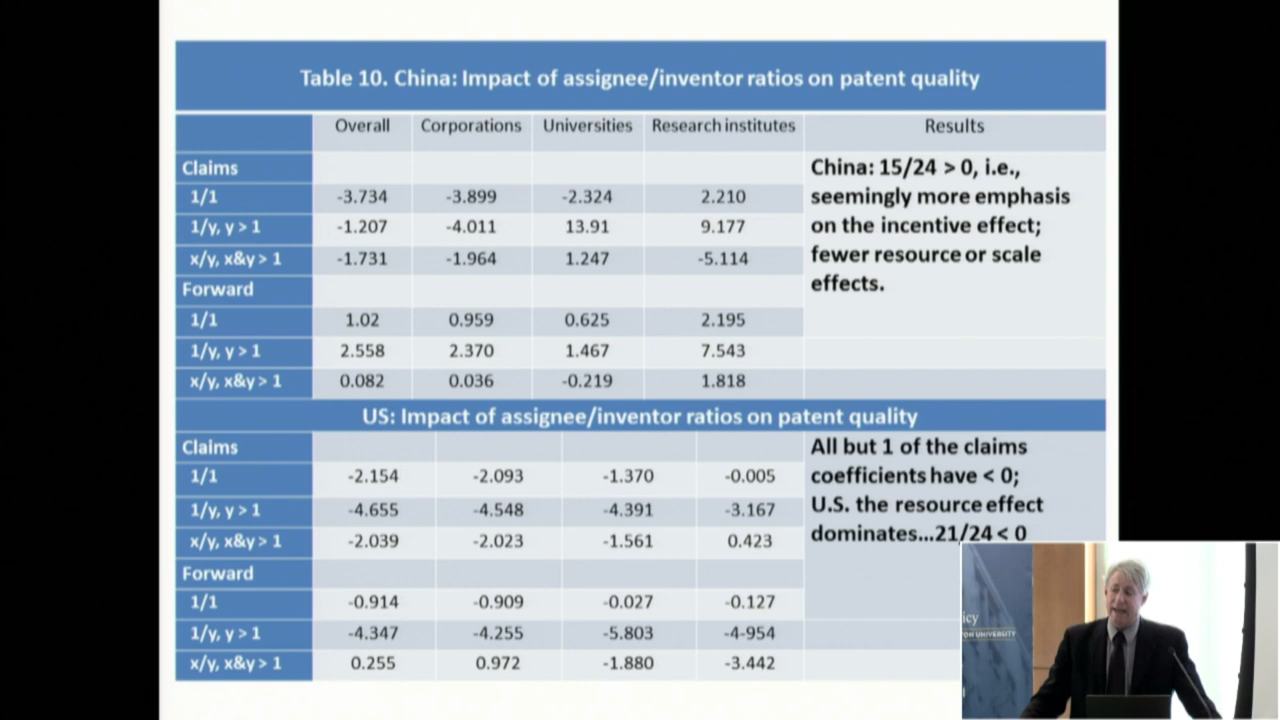 Table 10. China: Impact of assignee/inventor ratios on patent quality
Overall Corporations Universities Research institutes Results
Claims
1/1 -3.734 -3.899 -2.324 2.210
1/y, y > 1 -1.207 -4.011 13.91 9.177
x/y, x&y > 1 -1.731 -1.964 1.247 -5.114
China: 15/24 > 0, i.e.,
seemingly more emphasis
on the incentive effect;
fewer resource or scale
effects.
Forward
1/1 1.02 0.959 0.625 2.195
1/y, y > 1 2.558 2.370 1.467 7.543
x/y, x&y > 1 0.082 0.036 -0.219 1.818
US: Impact of assignee/inventor ratios on patent quality
Claims
1/1 -2.154 -2.093 -1.370 -0.005
1/y, y > 1 -4.655 -4.548 -4.391 -3.167
x/y, x&y > 1 -2.039 -2.023 -1.561 0.423
All but 1 of the claims
coefficients have < 0;
U.S. the resource effect
dominates...21/24 < 0
Forward
1/1 -0.914 -0.909 -0.027 -0.127
1/y, y > 1 -4.347 -4.255 -5.803 -4-954
x/y, x&y > 1 0.255 0.972 -1.880 -3.442
icy
ON UNIVERSITY